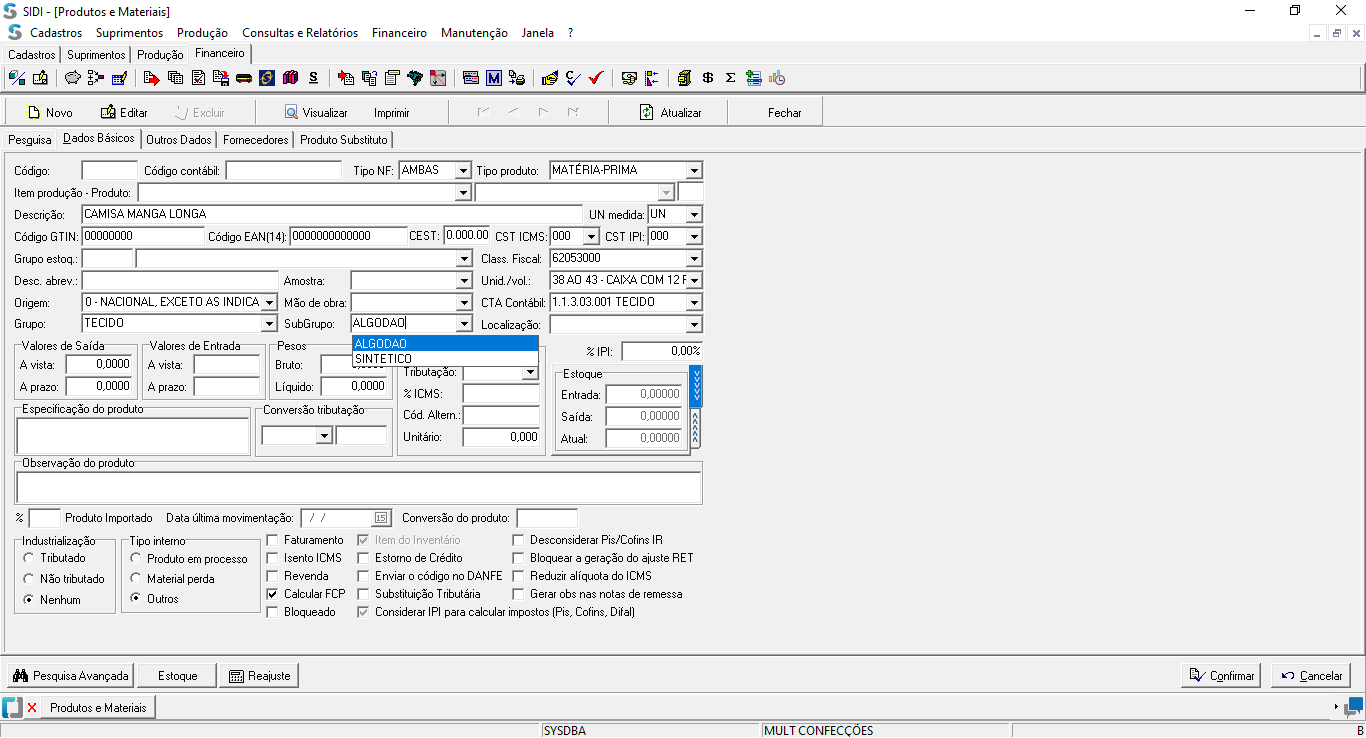 SIDI - [Produtos e Materiais]
Cadastros Suprimentos Produção Consultas e Relatórios Financeiro Manutenção Janela ?
Cadastros Suprimentos Produção Financeiro
Novo Editar Excluir Visualizar Imprimir Atualizar Fechar
Pesquisa Dados Básicos Outros Dados Fornecedores Produto Substituto
Código: Código contábil: Tipo NF: AMBAS Tipo produto: MATÉRIA-PRIMA
Item produção - Produto:
Descrição: CAMISA MANGA LONGA UN medida: UN
Código GTIN: 00000000 Código EAN(14): 0000000000000 CEST: 0.000.00 CST ICMS: 000 CST IPI: 000
Grupo estoq.: Class. Fiscal: 62053000
Desc. abrev.: Amostra: Unid./vol.: 38 AO 43 - CAIXA COM 12 F
Origem: 0 - NACIONAL, EXCETO AS INDICA Mão de obra: CTA Contábil: 1.1.3.03.001 TECIDO
Grupo: TECIDO SubGrupo: ALGODAO Localização:
ALGODAO
SINTETICO
Valores de Saída Valores de Entrada Pesos % IPI: 0,00%
A vista: 0,0000 A vista: Bruto: 0,0000
Tributação: Estoque
A prazo: 0,0000 A prazo: Líquido: 0,0000 % ICMS: Entrada: 0,00000
Especificação do produto Conversão tributação Cód. Altern.: Saída: 0,00000
Unitário: 0,000 Atual: 0,00000
Observação do produto
% Produto Importado Data última movimentação: / / 15 Conversão do produto:
Industrialização Tipo interno Faturamento Item do Inventário Desconsiderar Pis/Cofins IR
Tributado Produto em processo Isento ICMS Estorno de Crédito Bloquear a geração do ajuste RET
Não tributado Material perda Revenda Enviar o código no DANFE Reduzir alíquota do ICMS
Nenhum Outros Calcular FCP Substituição Tributária Gerar obs nas notas de remessa
Bloqueado Considerar IPI para calcular impostos (Pis, Cofins, Difal)
Pesquisa Avançada Estoque Reajuste Confirmar Cancelar
Produtos e Materiais
SYSDBA MULT CONFECÇÕES B